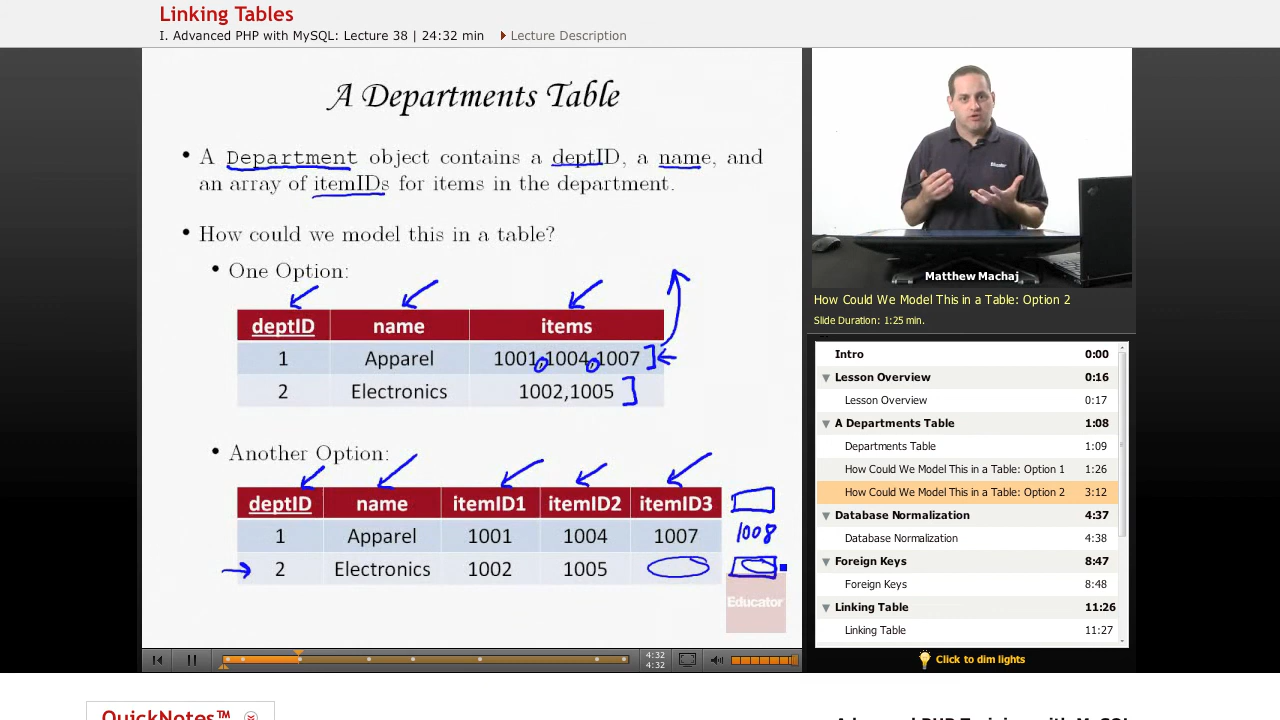 Linking Tables
I. Advanced PHP with MySQL: Lecture 38 | 24:32 min Lecture Description
A Departments Table
• A Department object contains a deptID, a name, and
an array of itemIDs for items in the department.
• How could we model this in a table?
• One Option:
deptID name items
1 Apparel 1001,1004,1007
2 Electronics 1002,1005
• Another Option:
deptID name itemID1 itemID2 itemID3
1 Apparel 1001 1004 1007 1008
2 Electronics 1002 1005
Educator
4:32
4:32
Matthew Machaj
How Could We Model This in a Table: Option 2
Slide Duration: 1:25 min.
Intro 0:00
Lesson Overview 0:16
Lesson Overview 0:17
A Departments Table 1:08
Departments Table 1:09
How Could We Model This in a Table: Option 1 1:26
How Could We Model This in a Table: Option 2 3:12
Database Normalization 4:37
Database Normalization 4:38
Foreign Keys 8:47
Foreign Keys 8:48
Linking Table 11:26
Linking Table 11:27
Click to dim lights
QuickNotes™
Advanced PHP Training with MySQL